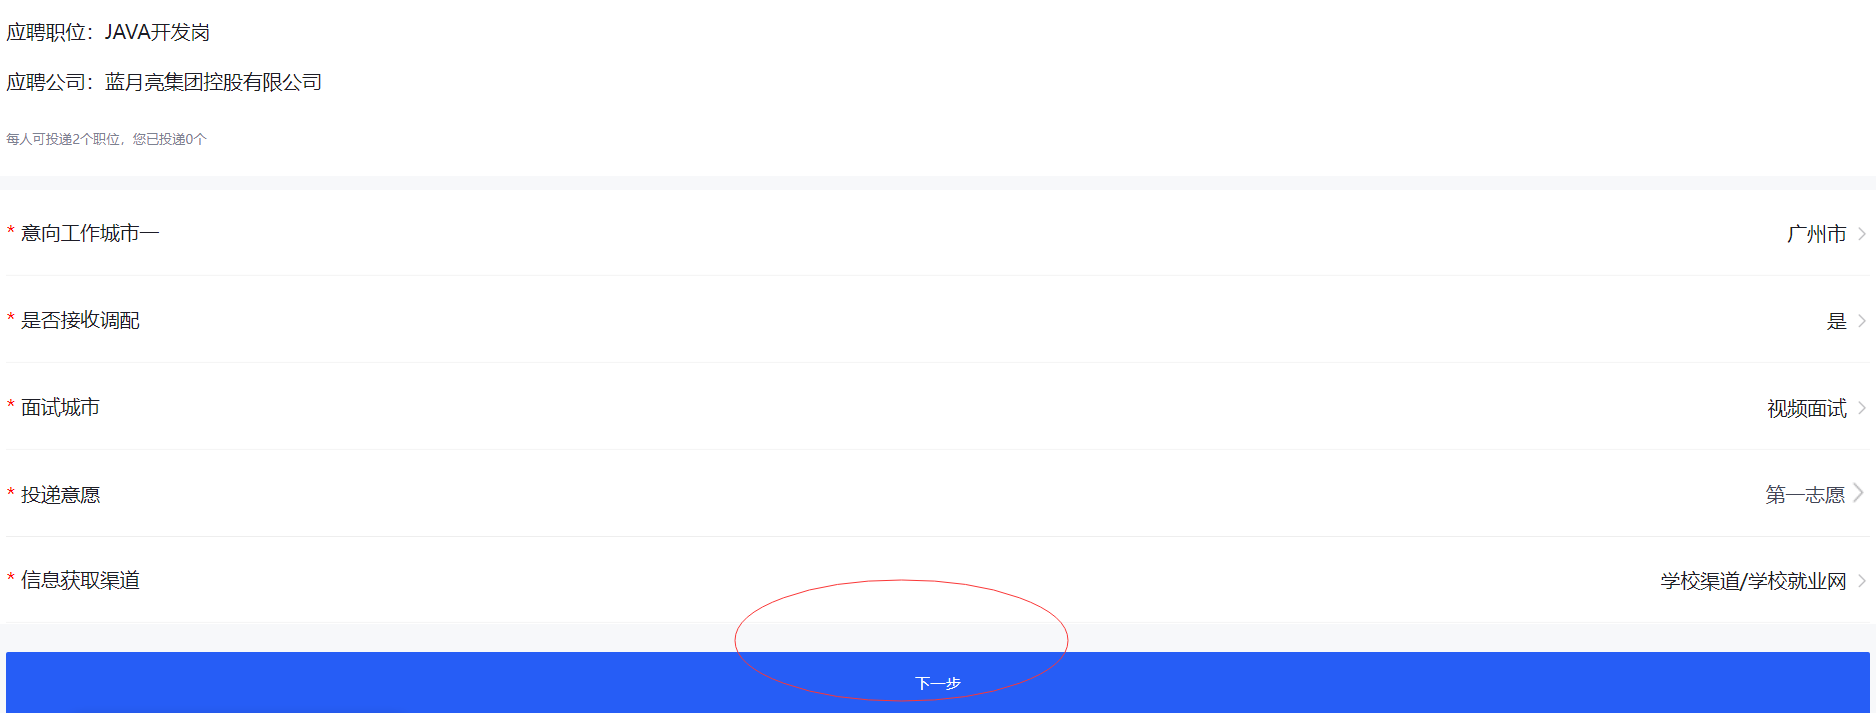 应聘职位：JAVA开发岗
应聘公司：蓝月亮集团控股有限公司
每人可投递2个职位，您已投递0个
* 意向工作城市一 广州市
* 是否接收调配 是
* 面试城市 视频面试
* 投递意愿 第一志愿
* 信息获取渠道 学校渠道/学校就业网
下一步